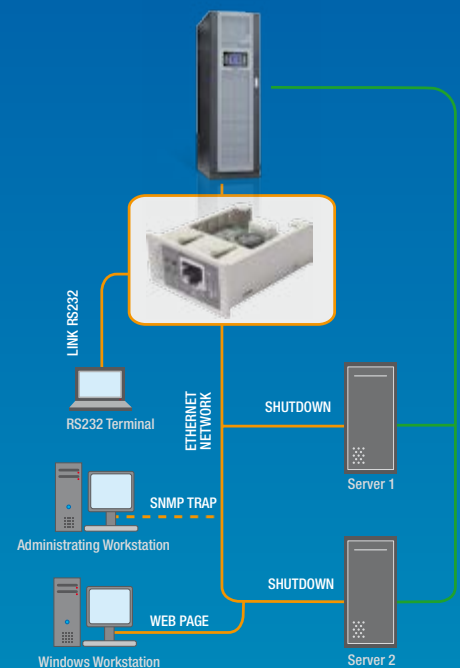 LINK RS232
RS232 Terminal
ETHERNET
NETWORK
SHUTDOWN
Server 1
SNMP TRAP
Administrating Workstation
SHUTDOWN
WEB PAGE
Server 2
Windows Workstation